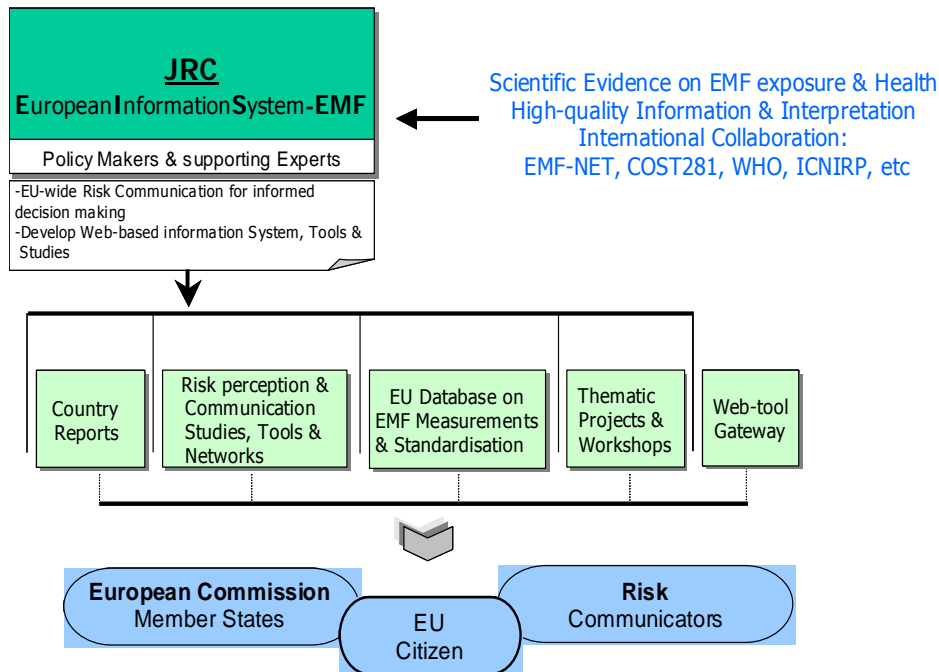 JRC
EuropeanInformationSystem-EMF
Policy Makers & supporting Experts
-EU-wide Risk Communication for informed
decision making
-Develop Web-based information System, Tools &
Studies
Scientific Evidence on EMF exposure & Health
High-quality Information & Interpretation
International Collaboration:
EMF-NET, COST281, WHO, ICNIRP, etc
Country
Reports
Risk perception &
Communication
Studies, Tools &
Networks
EU Database on
EMF Measurements
& Standardisation
Thematic
Projects &
Workshops
Web-tool
Gateway
European Commission
Member States
EU
Citizen
Risk
Communicators